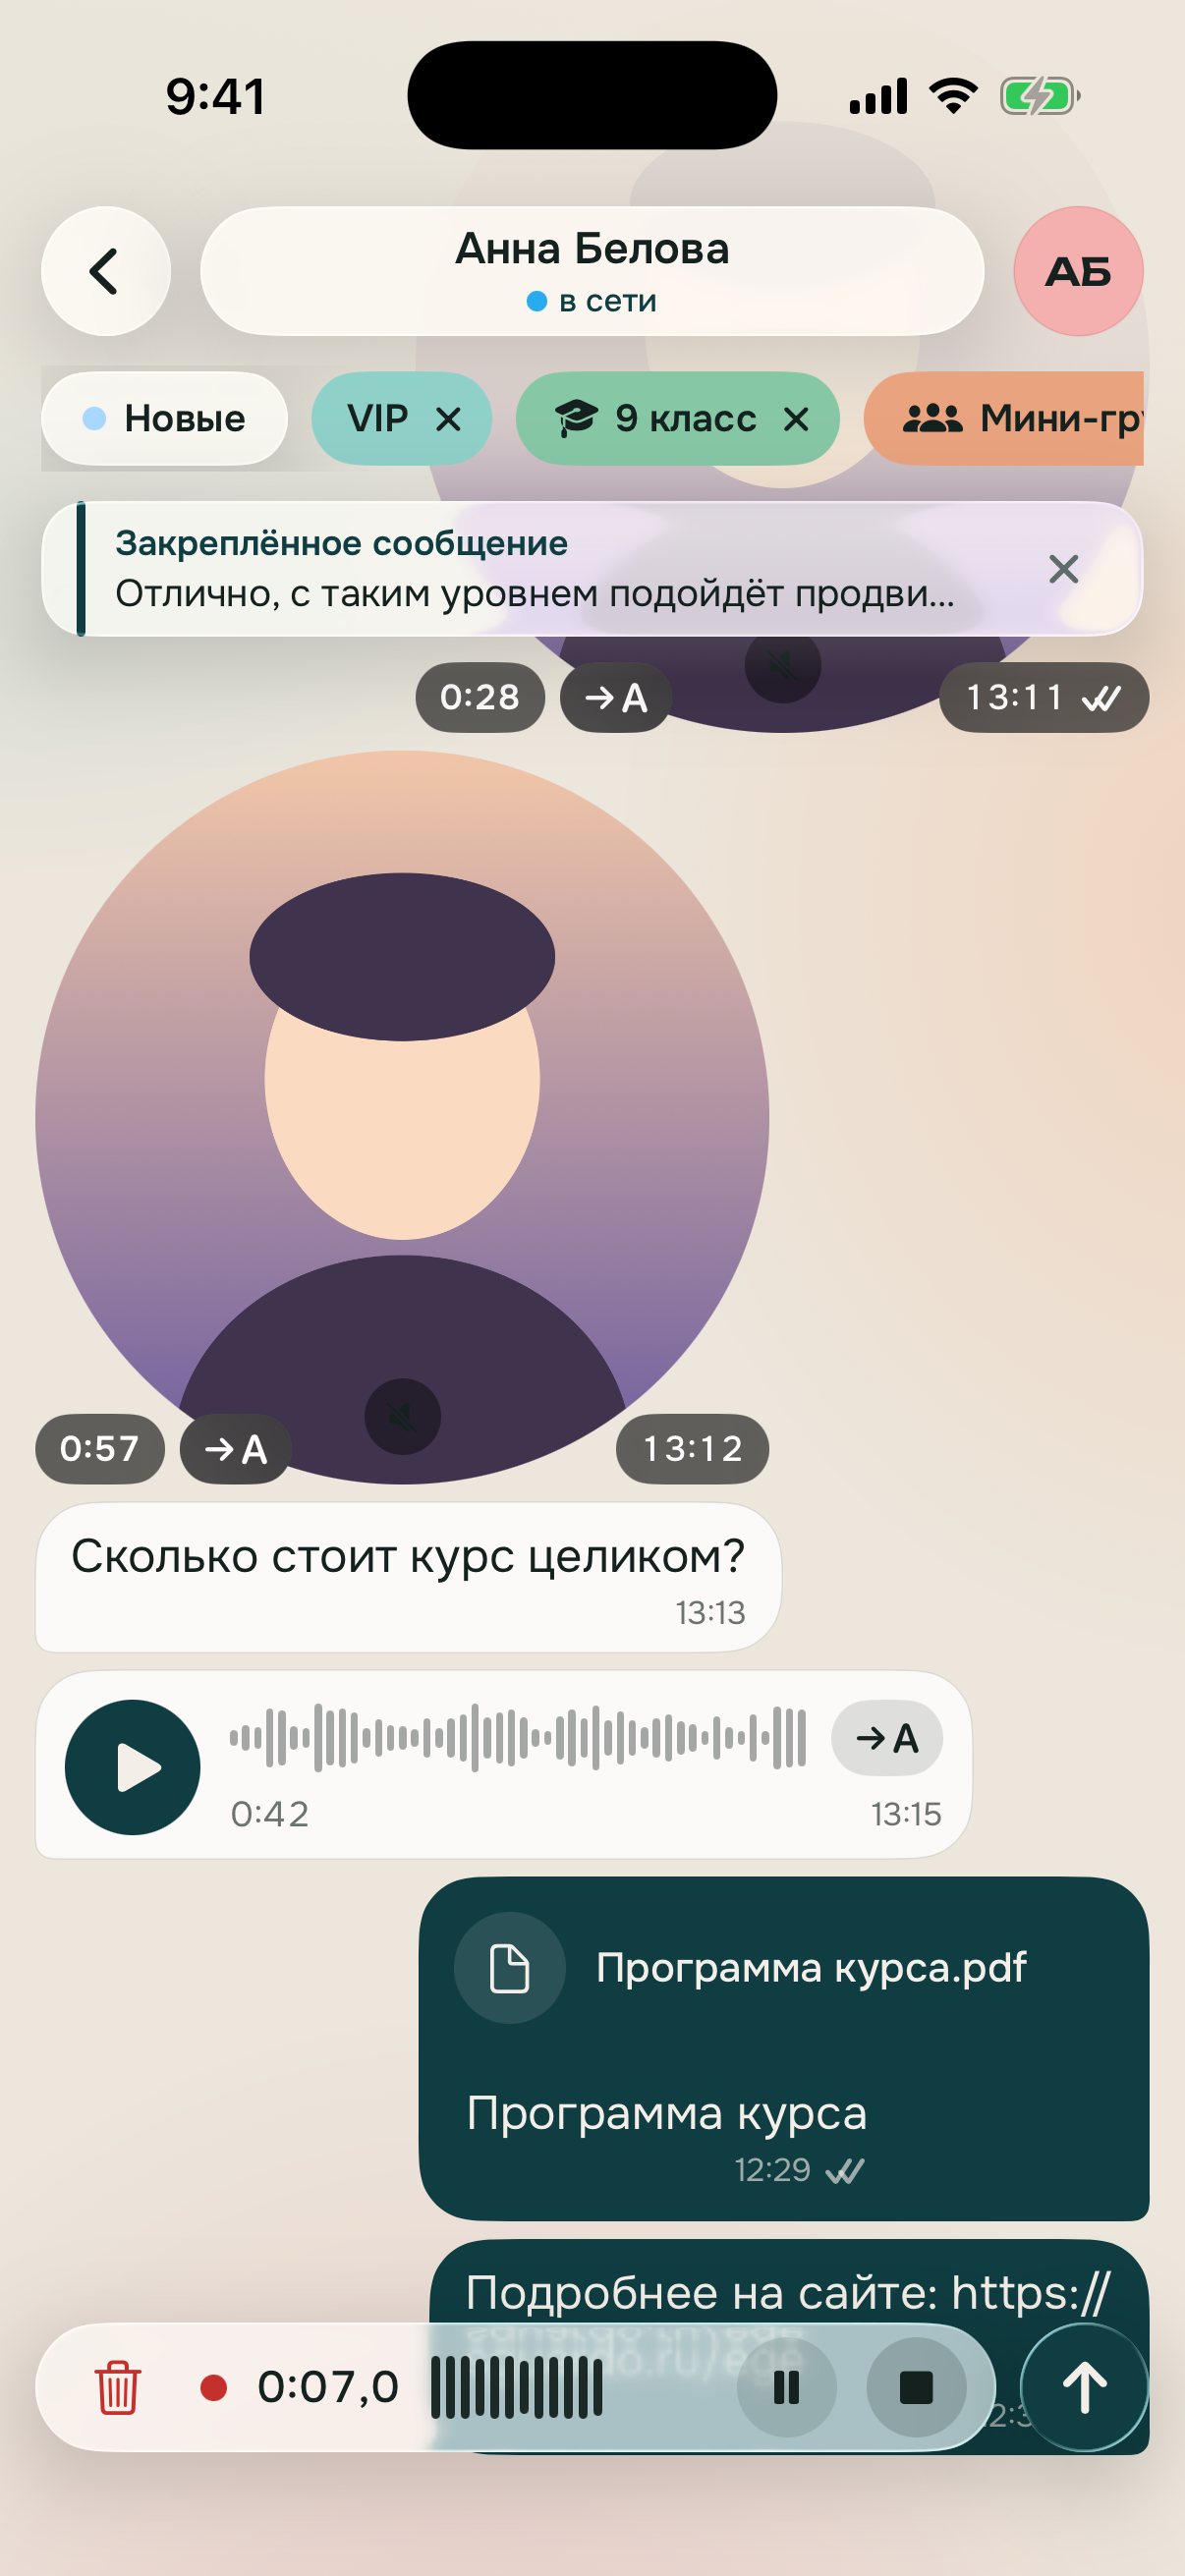 9:41
Анна Белова
в сети
АБ
Новые
VIP
9 класс
Мини-гр
Закреплённое сообщение
Отлично, с таким уровнем подойдёт продви...
0:28
→A
13:11
0:57
→A
13:12
Сколько стоит курс целиком?
13:13
→A
0:42
13:15
Программа курса.pdf
Программа курса
12:29
Подробнее на сайте: https://
0:07,0